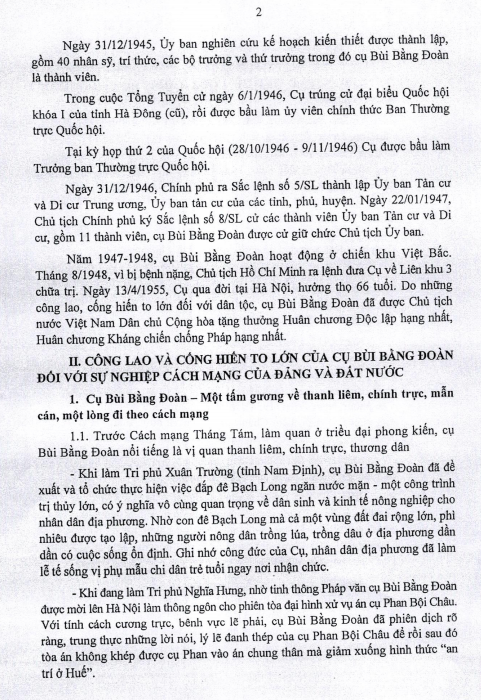 2
Ngày 31/12/1945, Ủy ban nghiên cứu kế hoạch kiến thiết được thành lập,
gồm 40 nhân sỹ, trí thức, các bộ trưởng và thứ trưởng trong đó cụ Bùi Bằng Đoàn
là thành viên.
Trong cuộc Tổng Tuyển cử ngày 6/1/1946, Cụ trúng cử đại biểu Quốc hội
khóa I của tỉnh Hà Đông (cũ), rồi được bầu làm ủy viên chính thức Ban Thường
trực Quốc hội.
Tại kỳ họp thứ 2 của Quốc hội (28/10/1946 - 9/11/1946) Cụ được bầu làm
Trưởng ban Thường trực Quốc hội.
Ngày 31/12/1946, Chính phủ ra Sắc lệnh số 5/SL thành lập Ủy ban Tản cư
và Di cư Trung ương, Ủy ban tản cư của các tỉnh, phủ, huyện. Ngày 22/01/1947,
Chủ tịch Chính phủ ký Sắc lệnh số 8/SL cử các thành viên Ủy ban Tản cư và Di
cư, gồm 11 thành viên, cụ Bùi Bằng Đoàn được cử giữ chức Chủ tịch Ủy ban.
Năm 1947-1948, cụ Bùi Bằng Đoàn hoạt động ở chiến khu Việt Bắc.
Tháng 8/1948, vì bị bệnh nặng, Chủ tịch Hồ Chí Minh ra lệnh đưa Cụ về Liên khu 3
chữa trị. Ngày 13/4/1955, Cụ qua đời tại Hà Nội, hưởng thọ 66 tuổi. Do những
công lao, cống hiến to lớn đối với dân tộc, cụ Bùi Bằng Đoàn đã được Chủ tịch
nước Việt Nam Dân chủ Cộng hòa tặng thưởng Huân chương Độc lập hạng nhất,
Huân chương Kháng chiến chống Pháp hạng nhất.
II. CÔNG LAO VÀ CỐNG HIẾN TO LỚN CỦA CỤ BÙI BẰNG ĐOÀN
ĐỐI VỚI SỰ NGHIỆP CÁCH MẠNG CỦA ĐẢNG VÀ ĐẤT NƯỚC
1. Cụ Bùi Bằng Đoàn – Một tấm gương về thanh liêm, chính trực, mẫn
cán, một lòng đi theo cách mạng
1.1. Trước Cách mạng Tháng Tám, làm quan ở triều đại phong kiến, cụ
Bùi Bằng Đoàn nổi tiếng là vị quan thanh liêm, chính trực, thương dân
- Khi làm Tri phủ Xuân Trường (tỉnh Nam Định), cụ Bùi Bằng Đoàn đã đề
xuất và tổ chức thực hiện việc đắp đê Bạch Long ngăn nước mặn - một công trình
trị thủy lớn, có ý nghĩa vô cùng quan trọng về dân sinh và kinh tế nông nghiệp cho
nhân dân địa phương. Nhờ con đê Bạch Long mà cả một vùng đất đai rộng lớn, phì
nhiêu được tạo lập, những người nông dân trồng lúa, trồng dâu ở địa phương dần
dần có cuộc sống ổn định. Ghi nhớ công đức của Cụ, nhân dân địa phương đã làm
lễ tế sống vị phụ mẫu chi dân trẻ tuổi ngay nơi nhận chức.
- Khi đang làm Tri phủ Nghĩa Hưng, nhờ tinh thông Pháp văn cụ Bùi Bằng Đoàn
được mời lên Hà Nội làm thông ngôn cho phiên tòa đại hình xử vụ án cụ Phan Bội Châu.
Với tính cách cương trực, bênh vực lẽ phải, cụ Bùi Bằng Đoàn đã phiên dịch rõ
ràng, trung thực những lời nói, lý lẽ đanh thép của cụ Phan Bội Châu để rồi sau đó
tòa án không khép được cụ Phan vào án chung thân mà giảm xuống hình thức “an
trí ở Huế”.